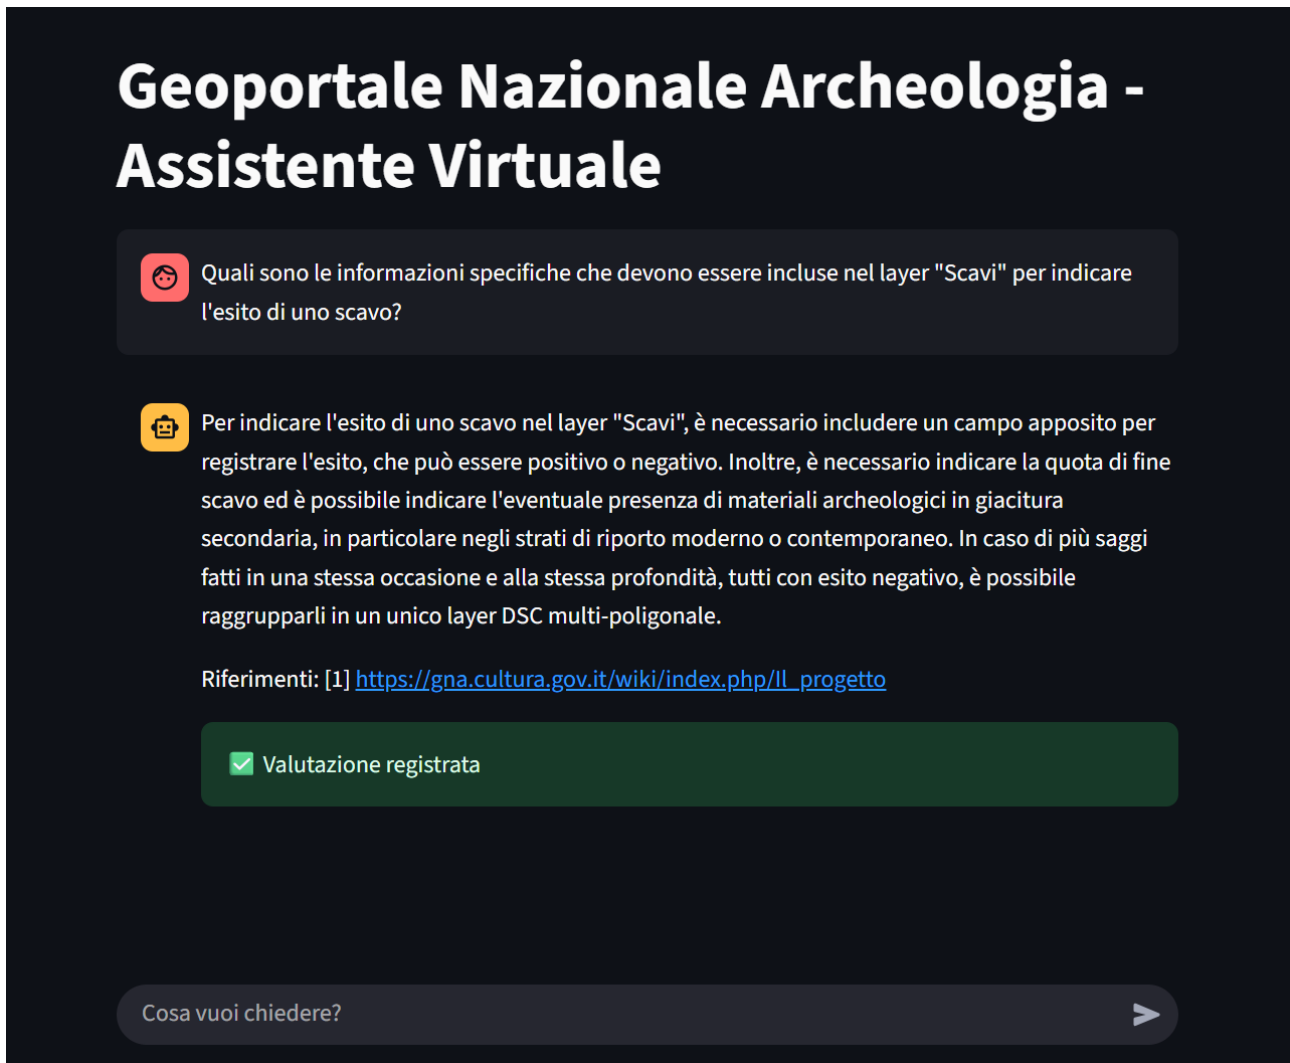 Geoportale Nazionale Archeologia -
Assistente Virtuale
Quali sono le informazioni specifiche che devono essere incluse nel layer "Scavi" per indicare
l'esito di uno scavo?
Per indicare l'esito di uno scavo nel layer "Scavi", è necessario includere un campo apposito per
registrare l'esito, che può essere positivo o negativo. Inoltre, è necessario indicare la quota di fine
scavo ed è possibile indicare l'eventuale presenza di materiali archeologici in giacitura
secondaria, in particolare negli strati di riporto moderno o contemporaneo. In caso di più saggi
fatti in una stessa occasione e alla stessa profondità, tutti con esito negativo, è possibile
raggrupparli in un unico layer DSC multi-poligonale.
Riferimenti: [1] https://gna.cultura.gov.it/wiki/index.php/Il_progetto
Valutazione registrata
Cosa vuoi chiedere?